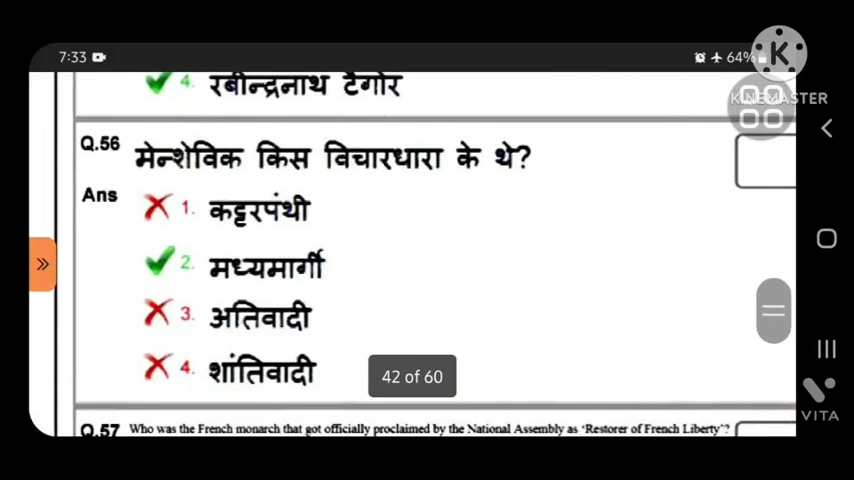 7:33
64%
K
KINEMASTER
4. रबीन्द्रनाथ टैगोर
Q.56 मेन्शेविक किस विचारधारा के थे?
Ans
1. कट्टरपंथी
2. मध्यमार्गी
3. अतिवादी
4. शांतिवादी
42 of 60
VITA
Q.57 Who was the French monarch that got officially proclaimed by the National Assembly as 'Restorer of French Liberty'?